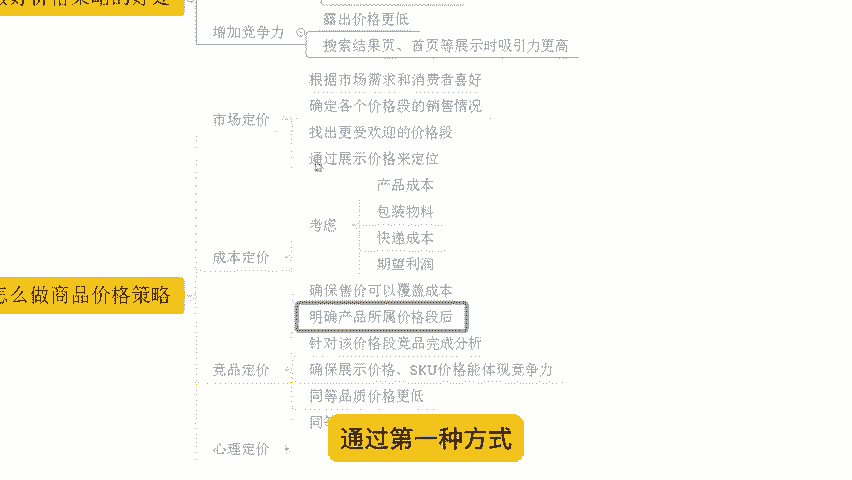 做好价格策略的好处
露出价格更低
增加竞争力
搜索结果页、首页等展示时吸引力更高
根据市场需求和消费者喜好
确定各个价格段的销售情况
市场定价
找出更受欢迎的价格段
通过展示价格来定位
产品成本
包装物料
考虑
快递成本
成本定价
期望利润
确保售价可以覆盖成本
怎么做商品价格策略
明确产品所属价格段后
针对该价格段竞品完成分析
竞品定价
确保展示价格、SKU价格能体现竞争力
同等品质价格更低
同等
通过第一种方式
心理定价